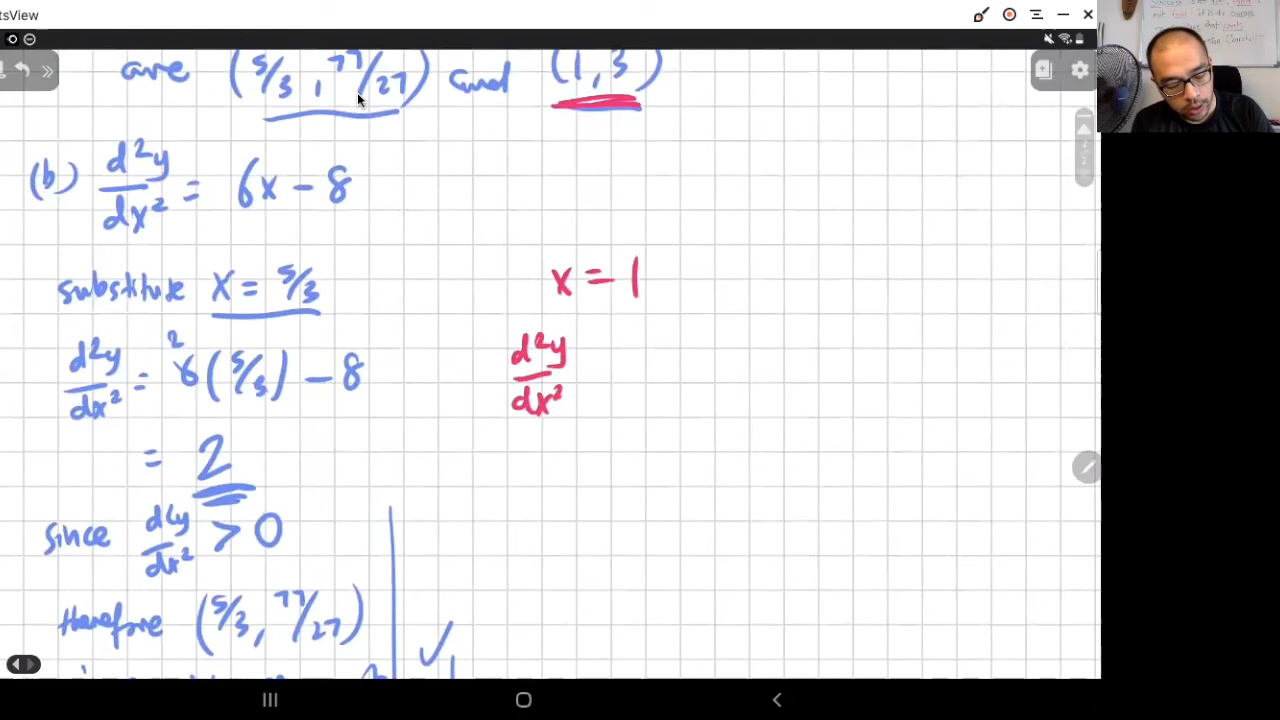 tsView
are (5/3, 77/27) and (1, 3)
(b) d²y/dx² = 6x - 8
substitute x = 5/3
x = 1
d²y/dx² = 6(5/3) - 8
2
d²y/dx²
= 2
since d²y/dx² > 0
Therefore (5/3, 77/27)